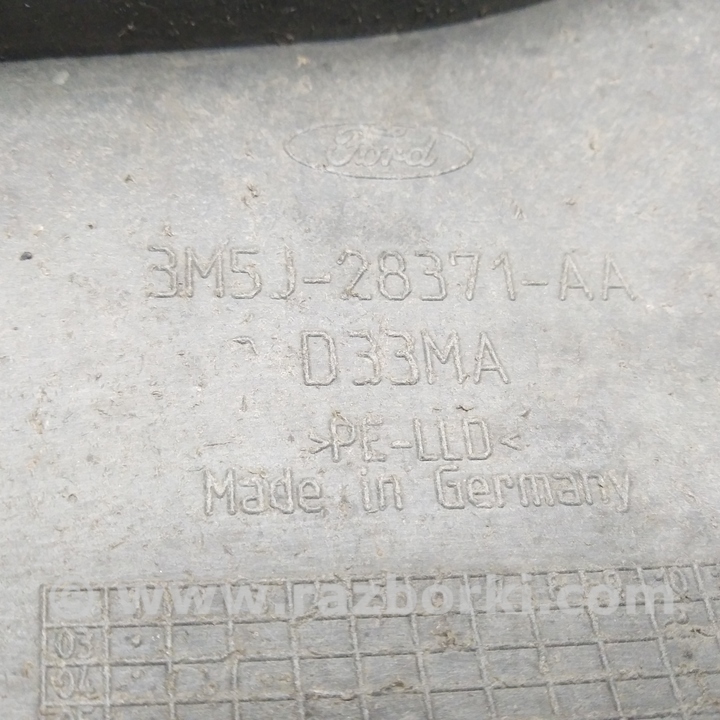 Ford
3M5J-28371-AA
D33MA
>PE-LLD<
Made in Germany
www.razborki.com
03
04